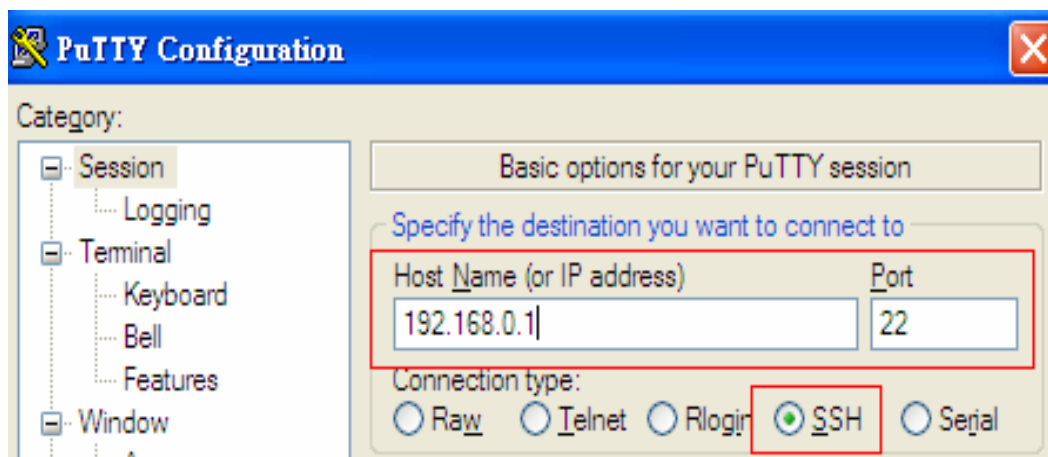 PuTTY Configuration
Category:
Session
Logging
Terminal
Keyboard
Bell
Features
Window
Basic options for your PuTTY session
Specify the destination you want to connect to
Host Name (or IP address) Port
192.168.0.1 22
Connection type:
Raw Telnet Rlogin SSH Serial